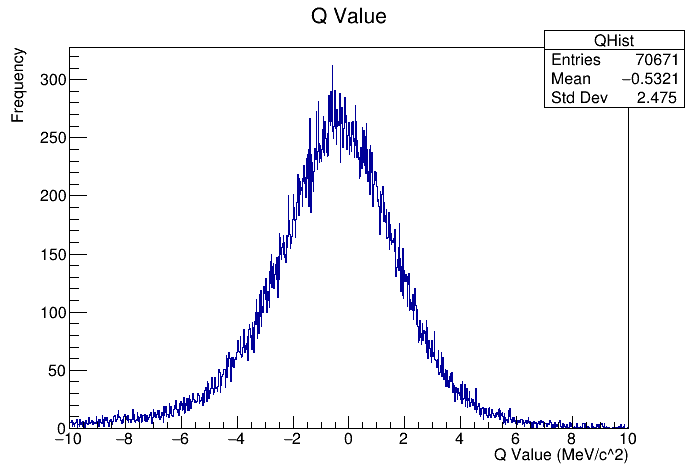 Q Value
QHist
Entries 70671
Mean −0.5321
Std Dev 2.475
Frequency
300
250
200
150
100
50
0
−10 −8 −6 −4 −2 0 2 4 6 8 10
Q Value (MeV/c^2)